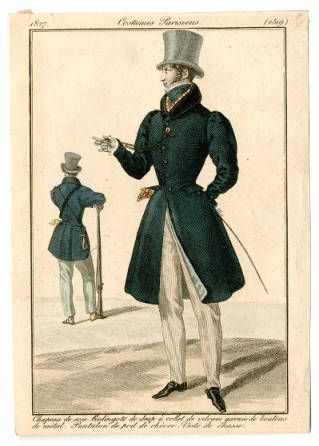 1827. Costumes Parisiens (2519)
Chapeau de soie Redingote de drap à collet de velours garnie de boutons
de métal. Pantalon de poil de chèvre. Veste de chasse.